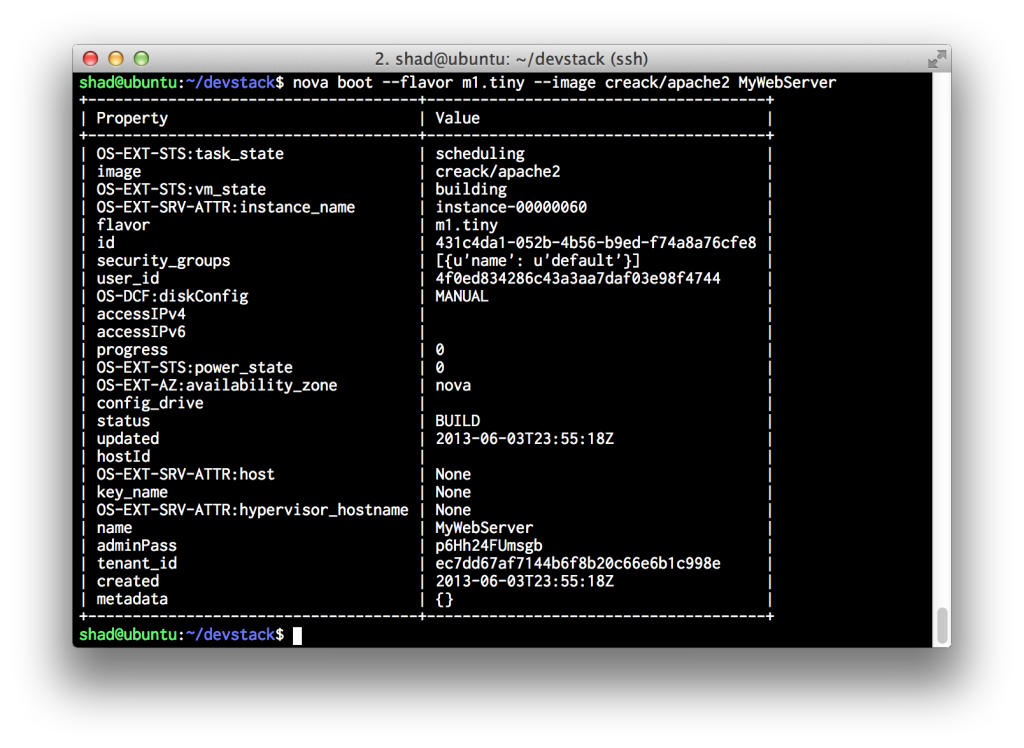 2. shad@ubuntu: ~/devstack (ssh)
shad@ubuntu:~/devstack$ nova boot --flavor m1.tiny --image creack/apache2 MyWebServer
+-------------------------------------+--------------------------------------+
| Property                            | Value                                |
+-------------------------------------+--------------------------------------+
| OS-EXT-STS:task_state               | scheduling                           |
| image                               | creack/apache2                       |
| OS-EXT-STS:vm_state                 | building                             |
| OS-EXT-SRV-ATTR:instance_name       | instance-00000060                    |
| flavor                              | m1.tiny                              |
| id                                  | 431c4da1-052b-4b56-b9ed-f74a8a76cfe8 |
| security_groups                     | [{u'name': u'default'}]              |
| user_id                             | 4f0ed834286c43a3aa7daf03e98f4744     |
| OS-DCF:diskConfig                   | MANUAL                               |
| accessIPv4                          |                                      |
| accessIPv6                          |                                      |
| progress                            | 0                                    |
| OS-EXT-STS:power_state              | 0                                    |
| OS-EXT-AZ:availability_zone         | nova                                 |
| config_drive                        |                                      |
| status                              | BUILD                                |
| updated                             | 2013-06-03T23:55:18Z                 |
| hostId                              |                                      |
| OS-EXT-SRV-ATTR:host                | None                                 |
| key_name                            | None                                 |
| OS-EXT-SRV-ATTR:hypervisor_hostname | None                                 |
| name                                | MyWebServer                          |
| adminPass                           | p6Hh24FUmsgb                         |
| tenant_id                           | ec7dd67af7144b6f8b20c66e6b1c998e     |
| created                             | 2013-06-03T23:55:18Z                 |
| metadata                            | {}                                   |
+-------------------------------------+--------------------------------------+
shad@ubuntu:~/devstack$